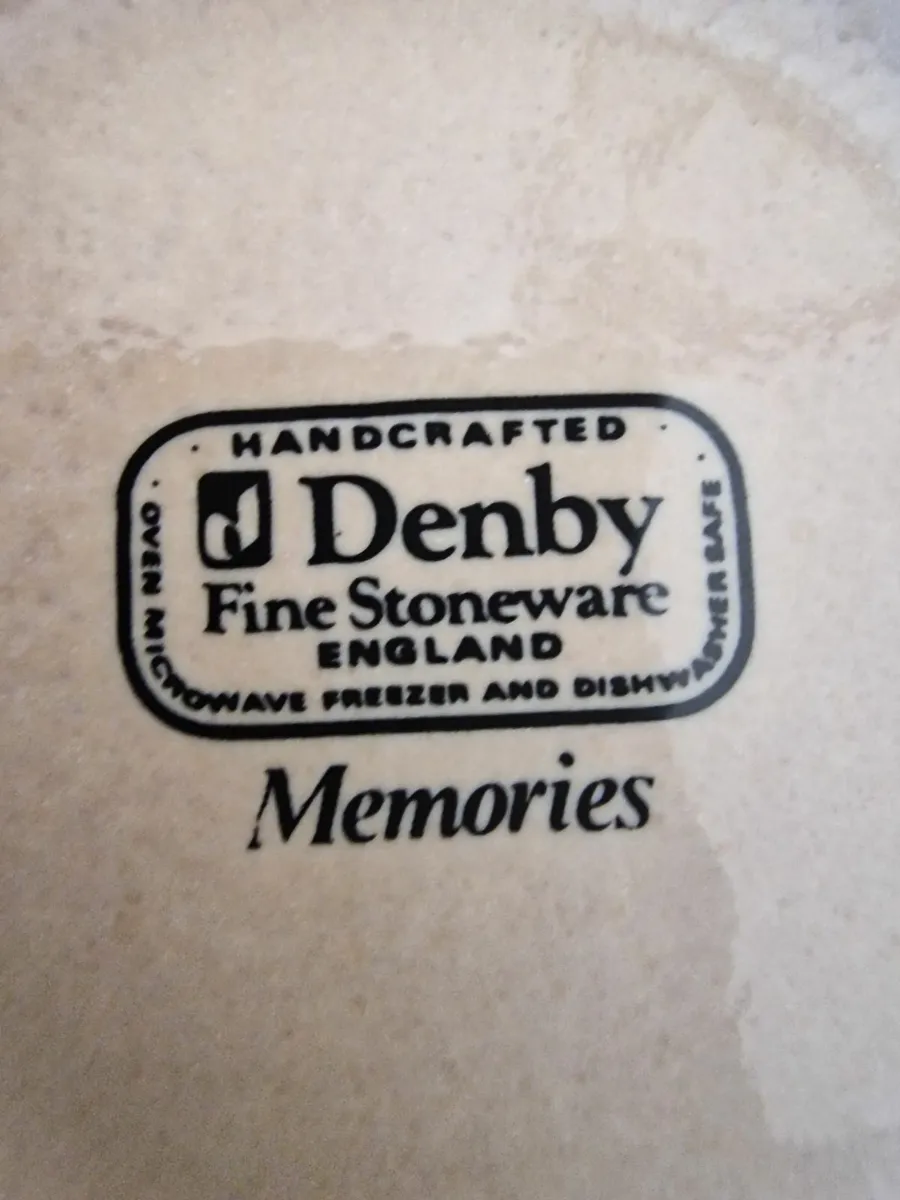 HANDCRAFTED
Denby
Fine Stoneware
ENGLAND
OVEN MICROWAVE FREEZER AND DISHWASHER SAFE
Memories